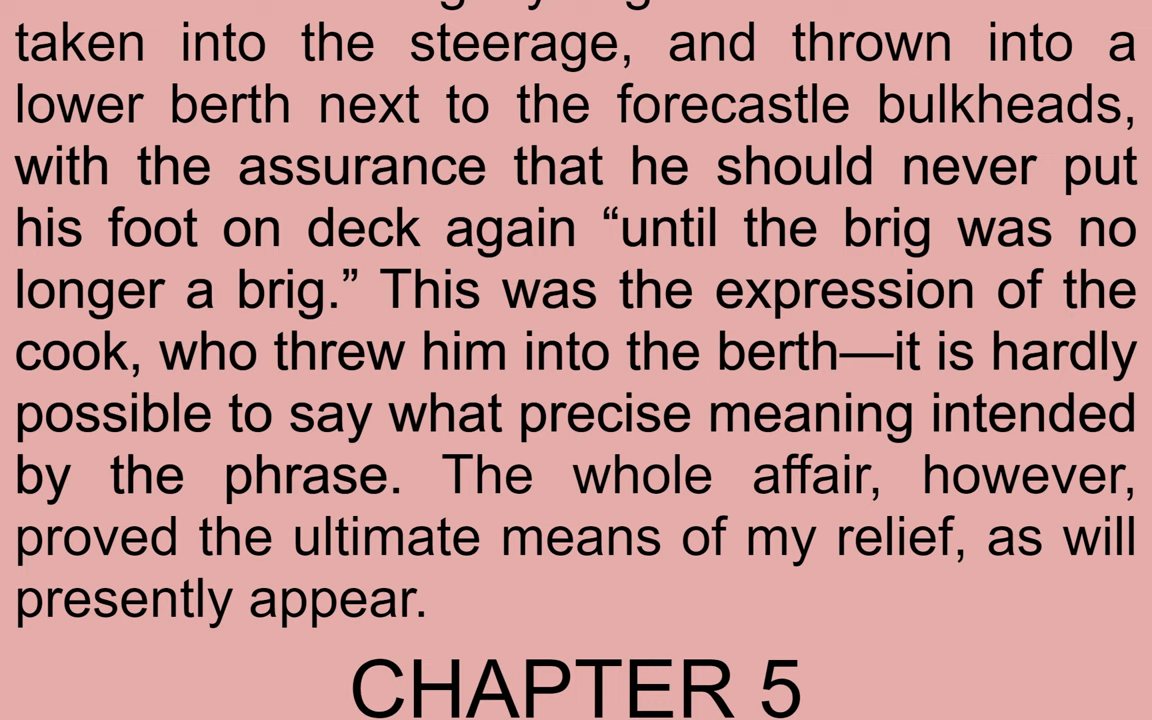 taken into the steerage, and thrown into a
lower berth next to the forecastle bulkheads,
with the assurance that he should never put
his foot on deck again “until the brig was no
longer a brig.” This was the expression of the
cook, who threw him into the berth—it is hardly
possible to say what precise meaning intended
by the phrase. The whole affair, however,
proved the ultimate means of my relief, as will
presently appear.
CHAPTER 5